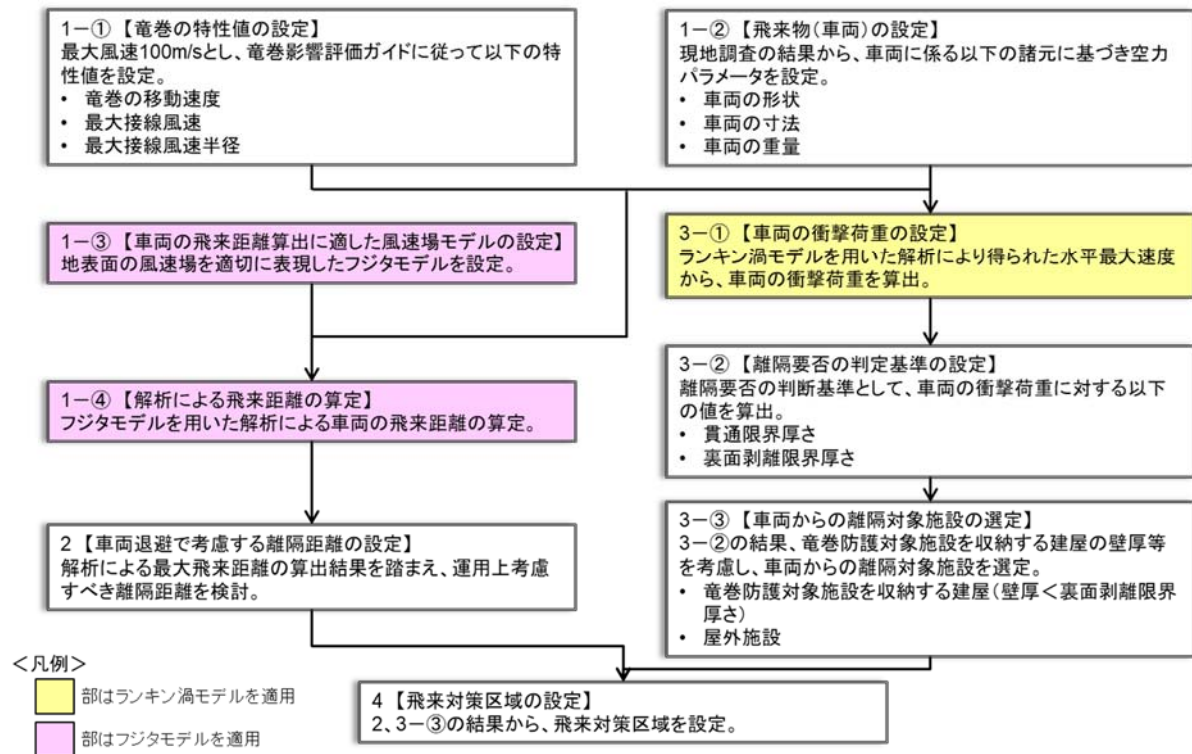 1－① 【竜巻の特性値の設定】
最大風速100m/sとし、竜巻影響評価ガイドに従って以下の特
性値を設定。
• 竜巻の移動速度
• 最大接線風速
• 最大接線風速半径
1－② 【飛来物(車両)の設定】
現地調査の結果から、車両に係る以下の諸元に基づき空力
パラメータを設定。
• 車両の形状
• 車両の寸法
• 車両の重量
1－③ 【車両の飛来距離算出に適した風速場モデルの設定】
地表面の風速場を適切に表現したフジタモデルを設定。
3－① 【車両の衝撃荷重の設定】
ランキン渦モデルを用いた解析により得られた水平最大速度
から、車両の衝撃荷重を算出。
1－④ 【解析による飛来距離の算定】
フジタモデルを用いた解析による車両の飛来距離の算定。
3－② 【離隔要否の判定基準の設定】
離隔要否の判断基準として、車両の衝撃荷重に対する以下
の値を算出。
• 貫通限界厚さ
• 裏面剥離限界厚さ
2 【車両退避で考慮する離隔距離の設定】
解析による最大飛来距離の算出結果を踏まえ、運用上考慮
すべき離隔距離を検討。
3－③ 【車両からの離隔対象施設の選定】
3－②の結果、竜巻防護対象施設を収納する建屋の壁厚等
を考慮し、車両からの離隔対象施設を選定。
• 竜巻防護対象施設を収納する建屋(壁厚＜裏面剥離限界
厚さ)
• 屋外施設
4 【飛来対策区域の設定】
2、3－③の結果から、飛来対策区域を設定。
＜凡例＞
部はランキン渦モデルを適用
部はフジタモデルを適用